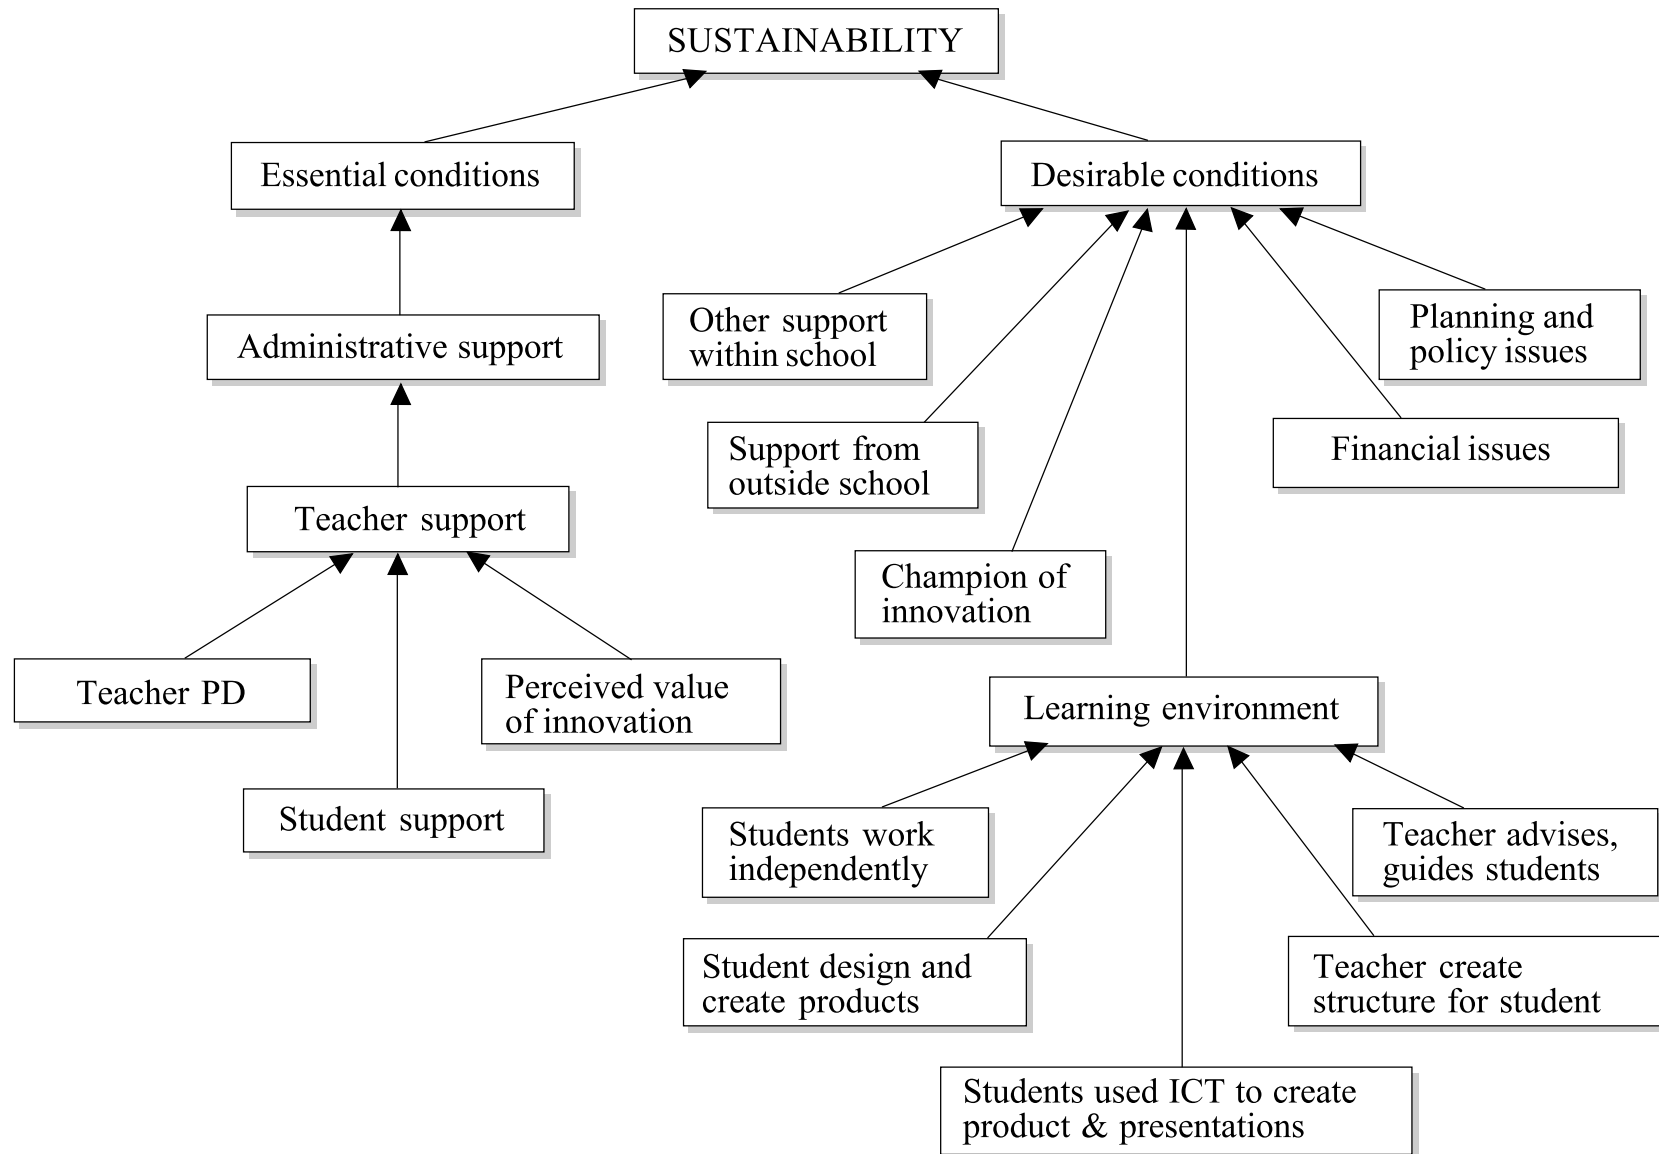 SUSTAINABILITY
Essential conditions
Desirable conditions
Administrative support
Other support
within school
Planning and
policy issues
Support from
outside school
Financial issues
Teacher support
Champion of
innovation
Teacher PD
Perceived value
of innovation
Learning environment
Student support
Students work
independently
Teacher advises,
guides students
Student design and
create products
Teacher create
structure for student
Students used ICT to create
product & presentations